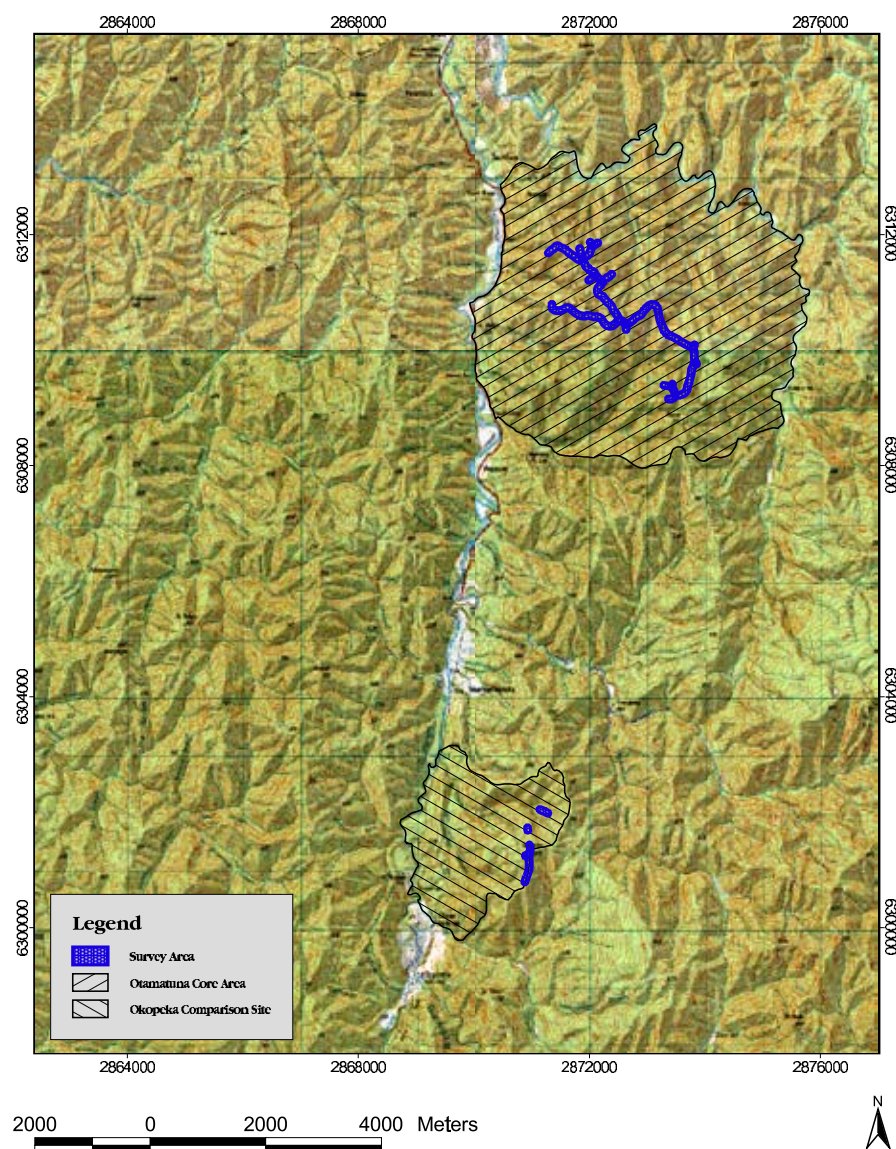 2864000 2868000 2872000 2876000
6312000 6312000
6308000 6308000
6304000 6304000
6300000 6300000
Legend
Survey Area
Otamatuna Core Area
Okopeka Comparison Site
2864000 2868000 2872000 2876000
2000 0 2000 4000 Meters
N